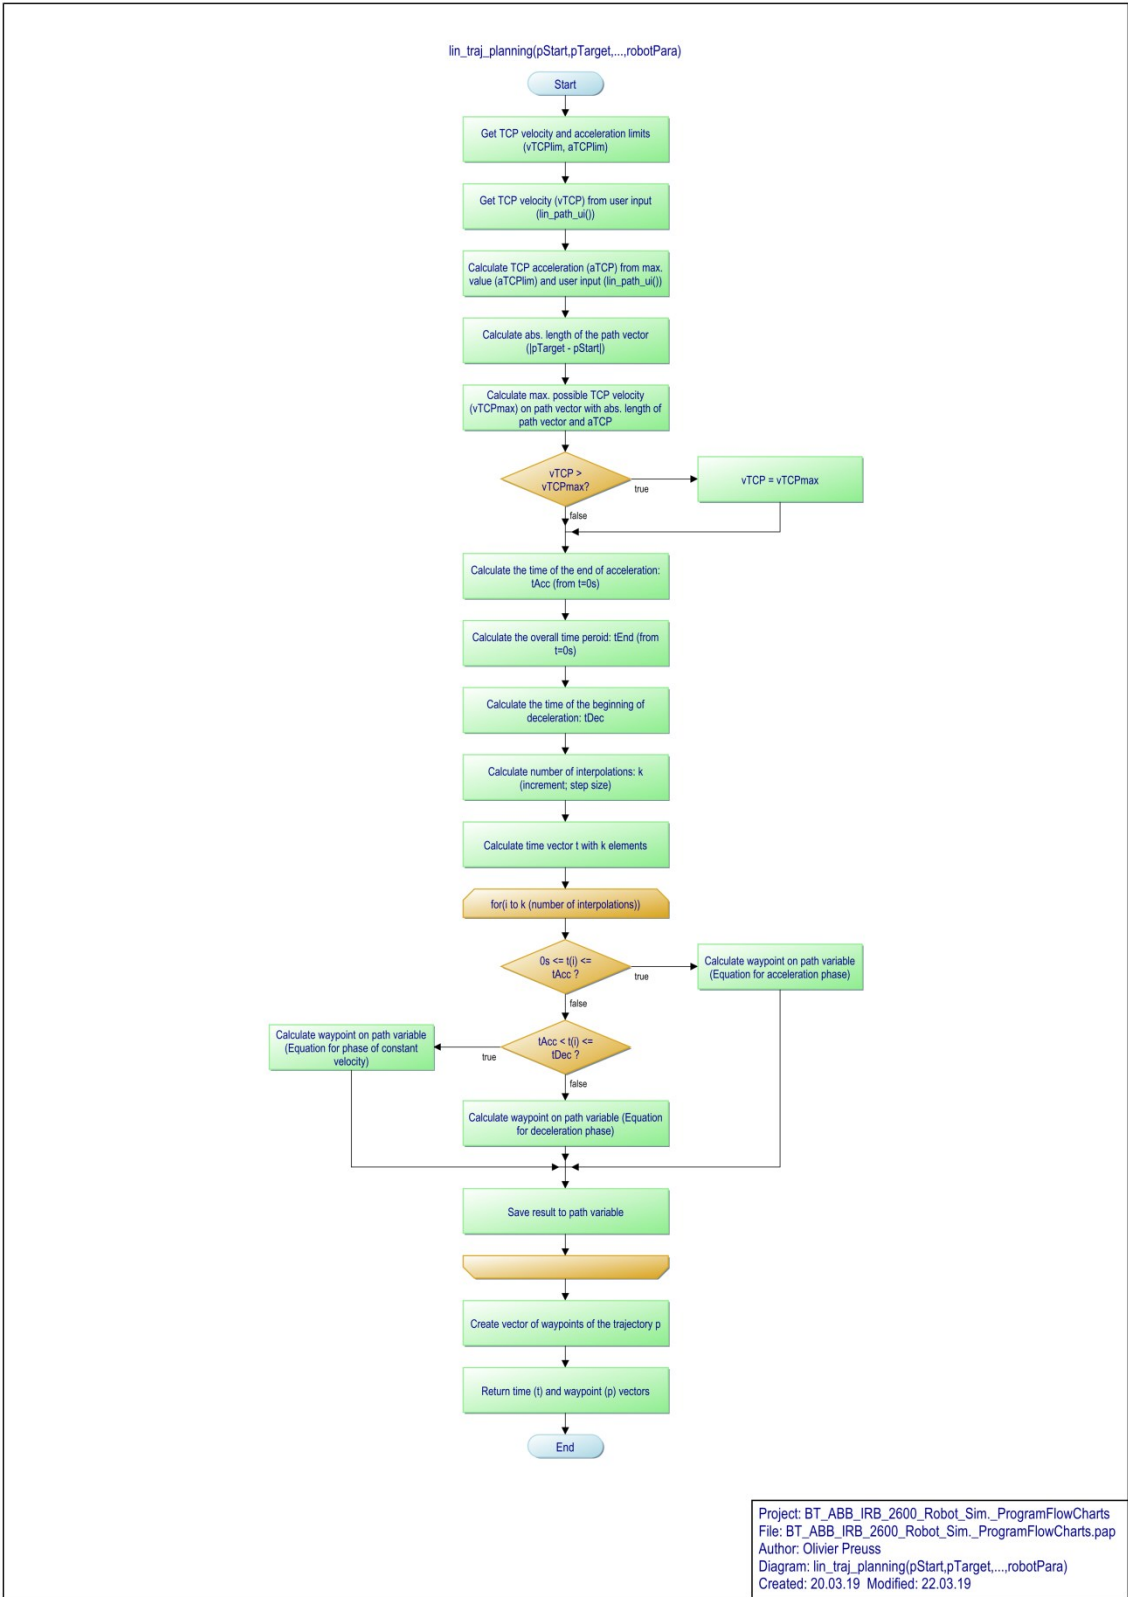 lin_traj_planning(pStart,pTarget,...,robotPara)
Start
Get TCP velocity and acceleration limits
(vTCPlim, aTCPlim)
Get TCP velocity (vTCP) from user input
(lin_path_ui())
Calculate TCP acceleration (aTCP) from max.
value (aTCPlim) and user input (lin_path_ui())
Calculate abs. length of the path vector
(|pTarget - pStart|)
Calculate max. possible TCP velocity
(vTCPmax) on path vector with abs. length of
path vector and aTCP
vTCP >
vTCPmax?
true
vTCP = vTCPmax
false
Calculate the time of the end of acceleration:
tAcc (from t=0s)
Calculate the overall time peroid: tEnd (from
t=0s)
Calculate the time of the beginning of
deceleration: tDec
Calculate number of interpolations: k
(increment; step size)
Calculate time vector t with k elements
for(i to k (number of interpolations))
0s <= t(i) <=
tAcc ?
true
Calculate waypoint on path variable
(Equation for acceleration phase)
false
tAcc < t(i) <=
tDec ?
true
Calculate waypoint on path variable
(Equation for phase of constant
velocity)
false
Calculate waypoint on path variable (Equation
for deceleration phase)
Save result to path variable
Create vector of waypoints of the trajectory p
Return time (t) and waypoint (p) vectors
End
Project: BT_ABB_IRB_2600_Robot_Sim._ProgramFlowCharts
File: BT_ABB_IRB_2600_Robot_Sim._ProgramFlowCharts.pap
Author: Olivier Preuss
Diagram: lin_traj_planning(pStart,pTarget,...,robotPara)
Created: 20.03.19 Modified: 22.03.19